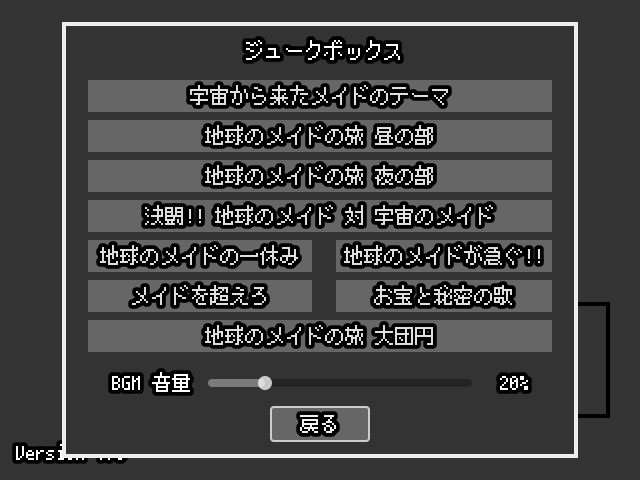 ジュークボックス
宇宙から来たメイドのテーマ
地球のメイドの旅 昼の部
地球のメイドの旅 夜の部
決闘!! 地球のメイド 対 宇宙のメイド
地球のメイドの一休み 地球のメイドが急ぐ!!
メイドを超えろ お宝と秘密の歌
地球のメイドの旅 大団円
BGM 音量 20%
戻る